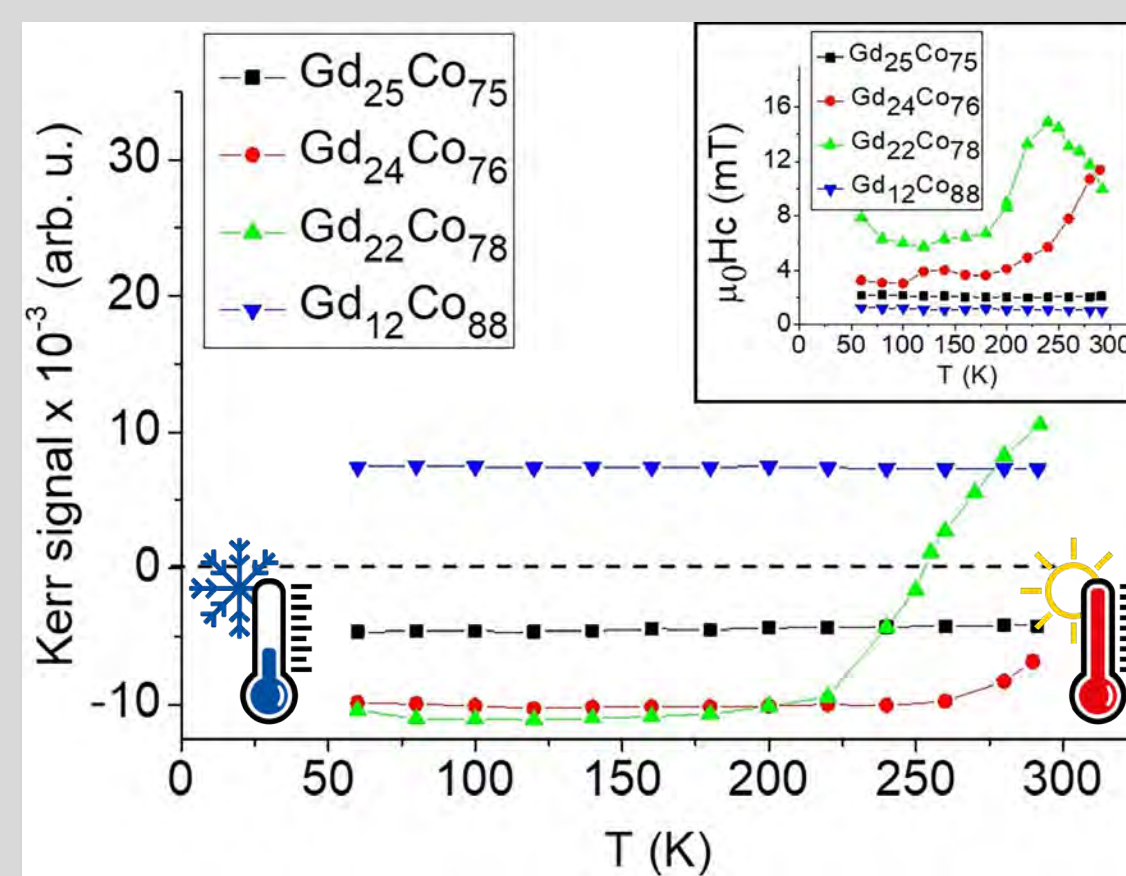 Gd25Co75
Gd24Co76
Gd22Co78
Gd12Co88
Kerr signal x 10-3 (arb. u.)
30
20
10
0
-10
0 50 100 150 200 250 300
T (K)
Gd25Co75
Gd24Co76
Gd22Co78
Gd12Co88
μ0Hc (mT)
16
12
8
4
0
0 50 100 150 200 250 300
T (K)